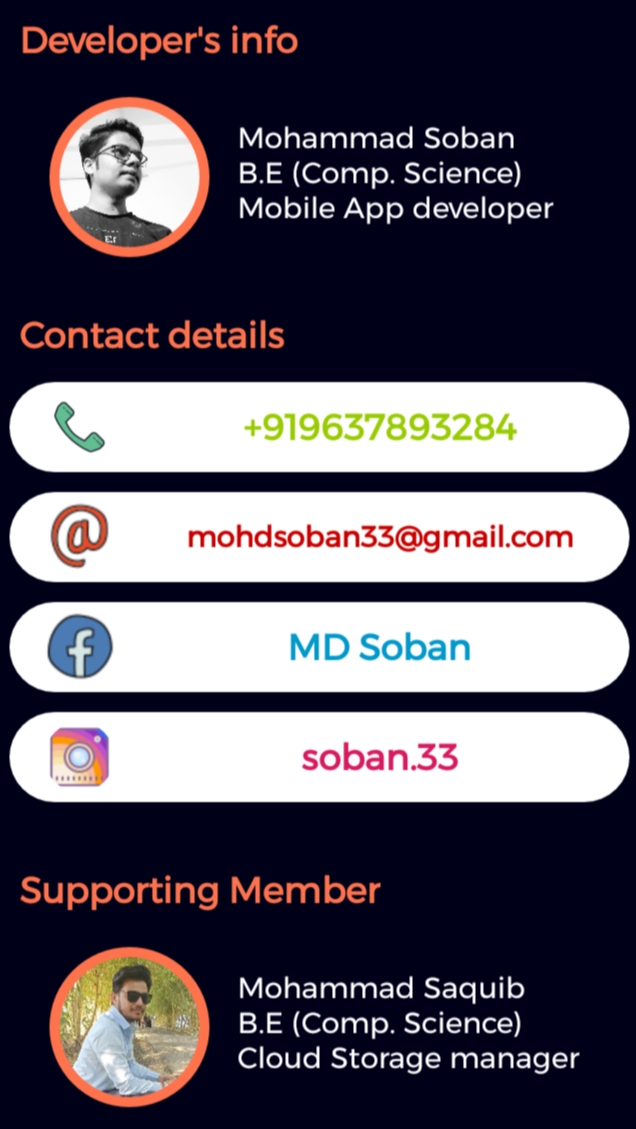 Developer's info
Mohammad Soban
B.E (Comp. Science)
Mobile App developer
Contact details
+919637893284
mohdsoban33@gmail.com
MD Soban
soban.33
Supporting Member
Mohammad Saquib
B.E (Comp. Science)
Cloud Storage manager